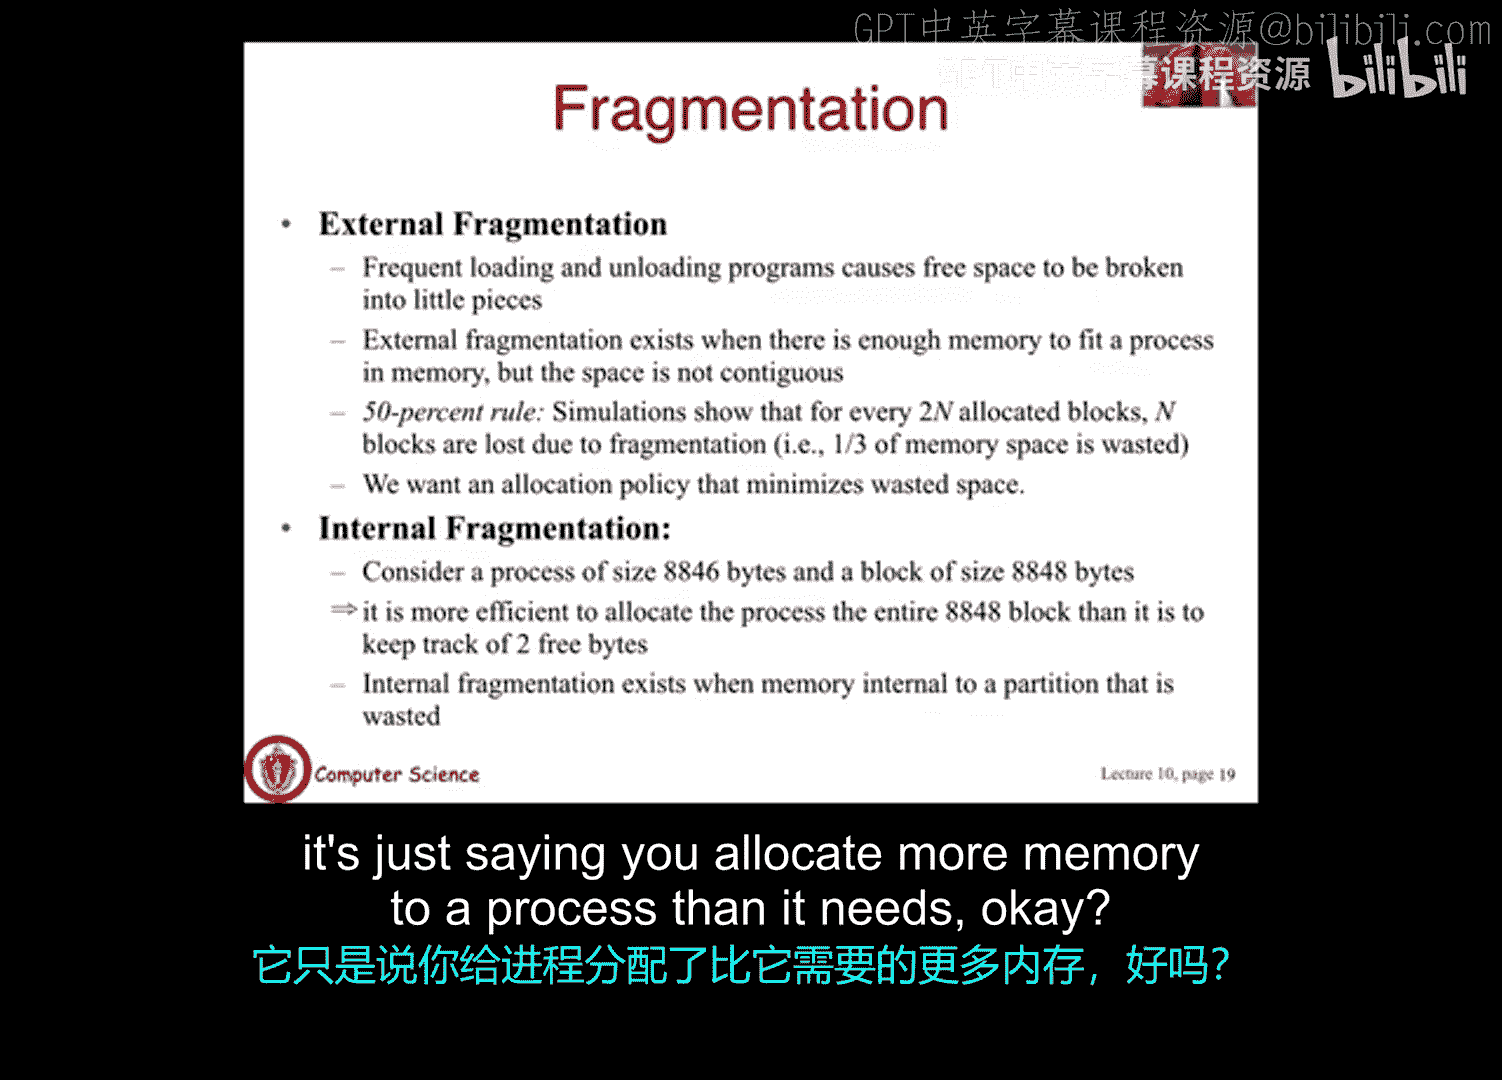 GPT中英字幕课程资源@bilibili.com
课程资源 bilibili
Fragmentation
• External Fragmentation
– Frequent loading and unloading programs causes free space to be broken
into little pieces
– External fragmentation exists when there is enough memory to fit a process
in memory, but the space is not contiguous
– 50-percent rule: Simulations show that for every 2N allocated blocks, N
blocks are lost due to fragmentation (i.e., 1/3 of memory space is wasted)
– We want an allocation policy that minimizes wasted space.
• Internal Fragmentation:
– Consider a process of size 8846 bytes and a block of size 8848 bytes
⇒ it is more efficient to allocate the process the entire 8848 block than it is to
keep track of 2 free bytes
– Internal fragmentation exists when memory internal to a partition that is
wasted
Computer Science
Lecture 10, page 19
it's just saying you allocate more memory
to a process than it needs, okay?
它只是说你给进程分配了比它需要的更多内存，好吗？